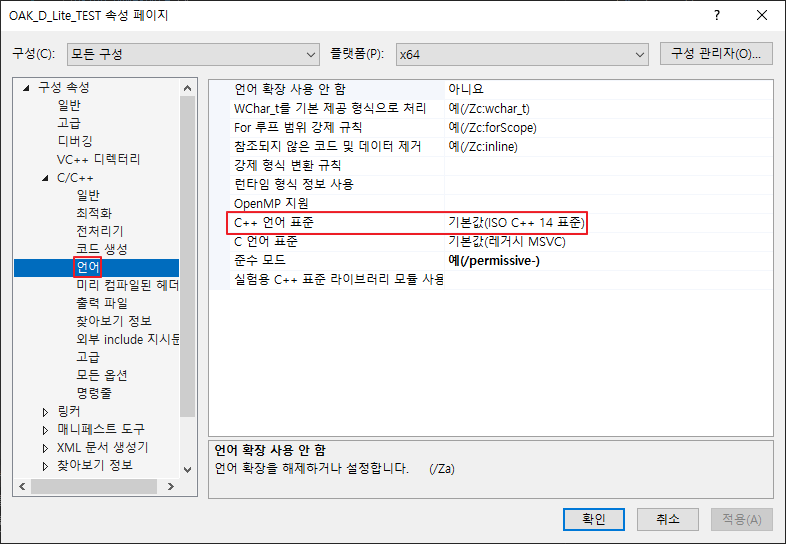 OAK_D_Lite_TEST 속성 페이지
구성(C): 모든 구성 플랫폼(P): x64 구성 관리자(O)...
구성 속성
일반
고급
디버깅
VC++ 디렉터리
C/C++
일반
최적화
전처리기
코드 생성
언어
미리 컴파일된 헤더
출력 파일
찾아보기 정보
외부 include 지시문
고급
모든 옵션
명령줄
링커
매니페스트 도구
XML 문서 생성기
찾아보기 정보
언어 확장 사용 안 함 아니요
WChar_t를 기본 제공 형식으로 처리 예(/Zc:wchar_t)
For 루프 범위 강제 규칙 예(/Zc:forScope)
참조되지 않은 코드 및 데이터 제거 예(/Zc:inline)
강제 형식 변환 규칙
런타임 형식 정보 사용
OpenMP 지원
C++ 언어 표준 기본값(ISO C++ 14 표준)
C 언어 표준 기본값(레거시 MSVC)
준수 모드 예(/permissive-)
실험용 C++ 표준 라이브러리 모듈 사용
언어 확장 사용 안 함
언어 확장을 해제하거나 설정합니다. (/Za)
확인 취소 적용(A)